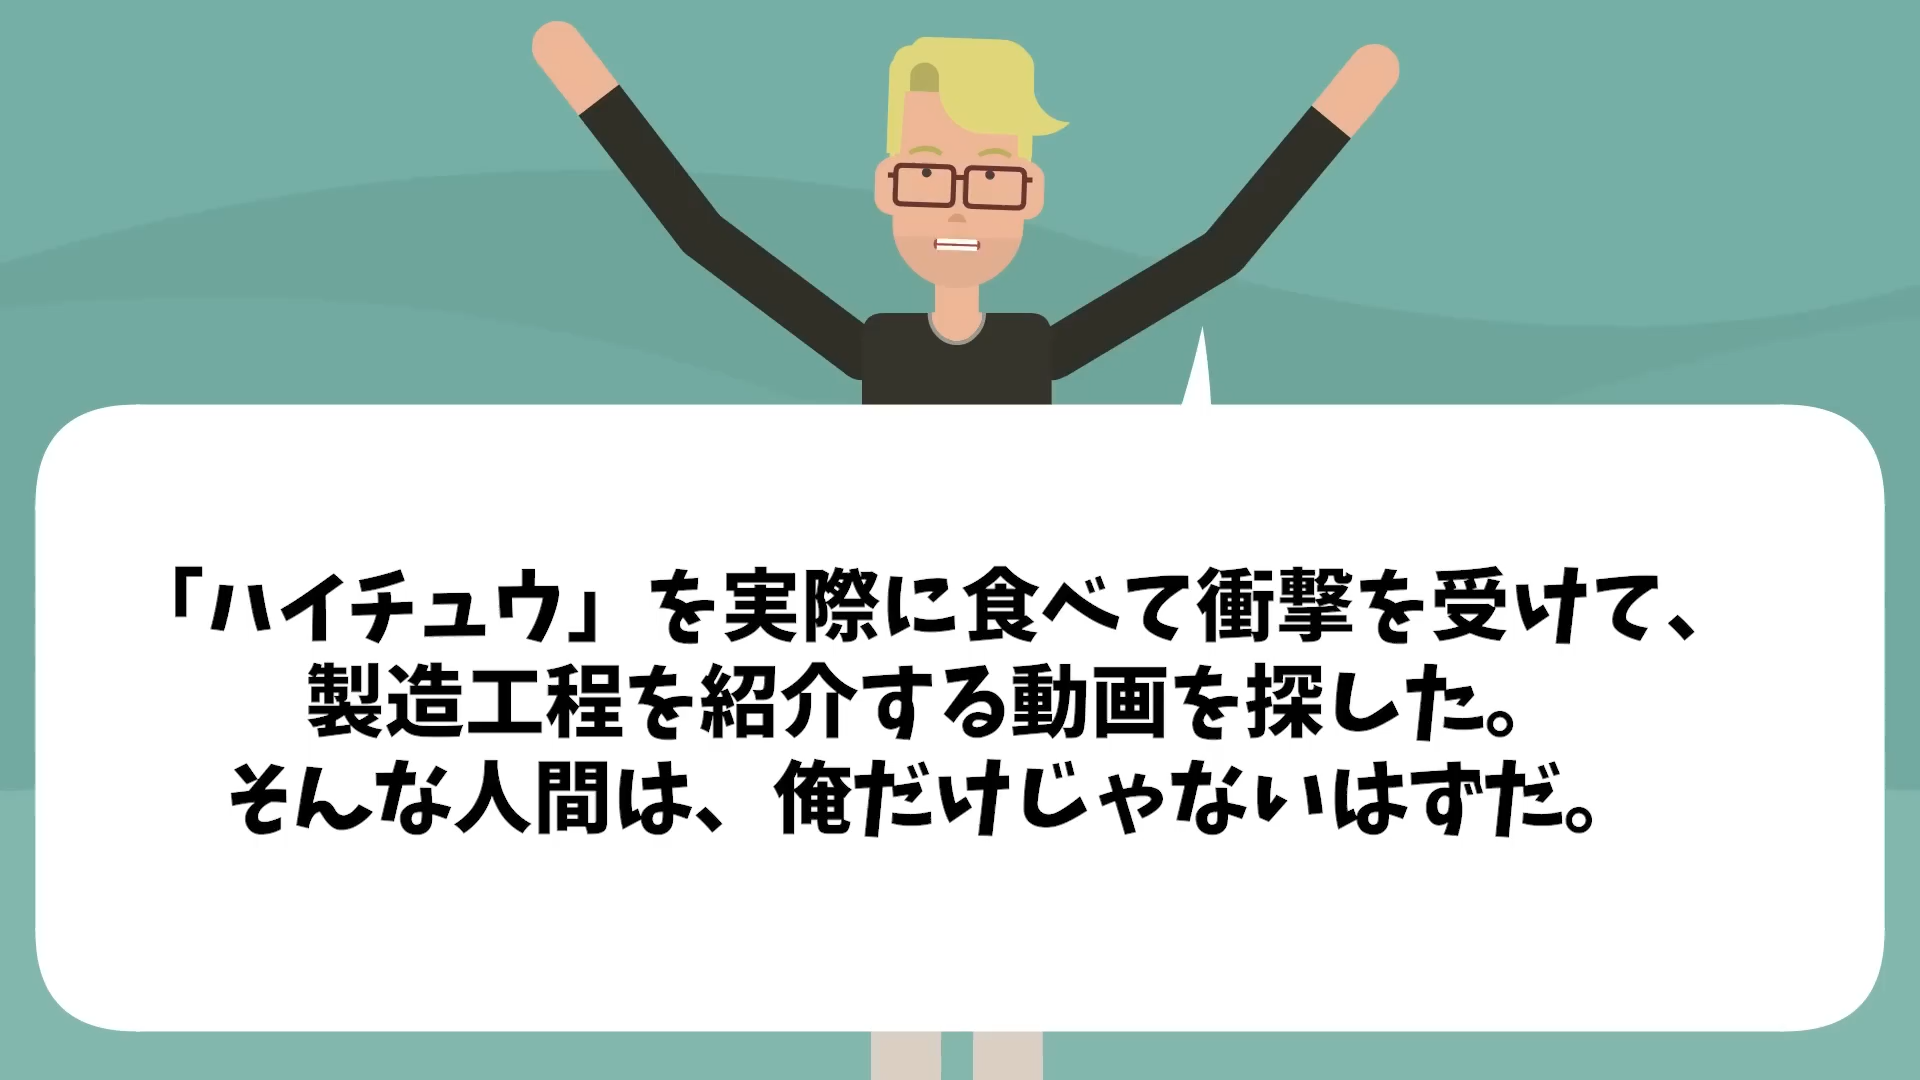 「ハイチュウ」を実際に食べて衝撃を受けて、
製造工程を紹介する動画を探した。
そんな人間は、俺だけじゃないはずだ。